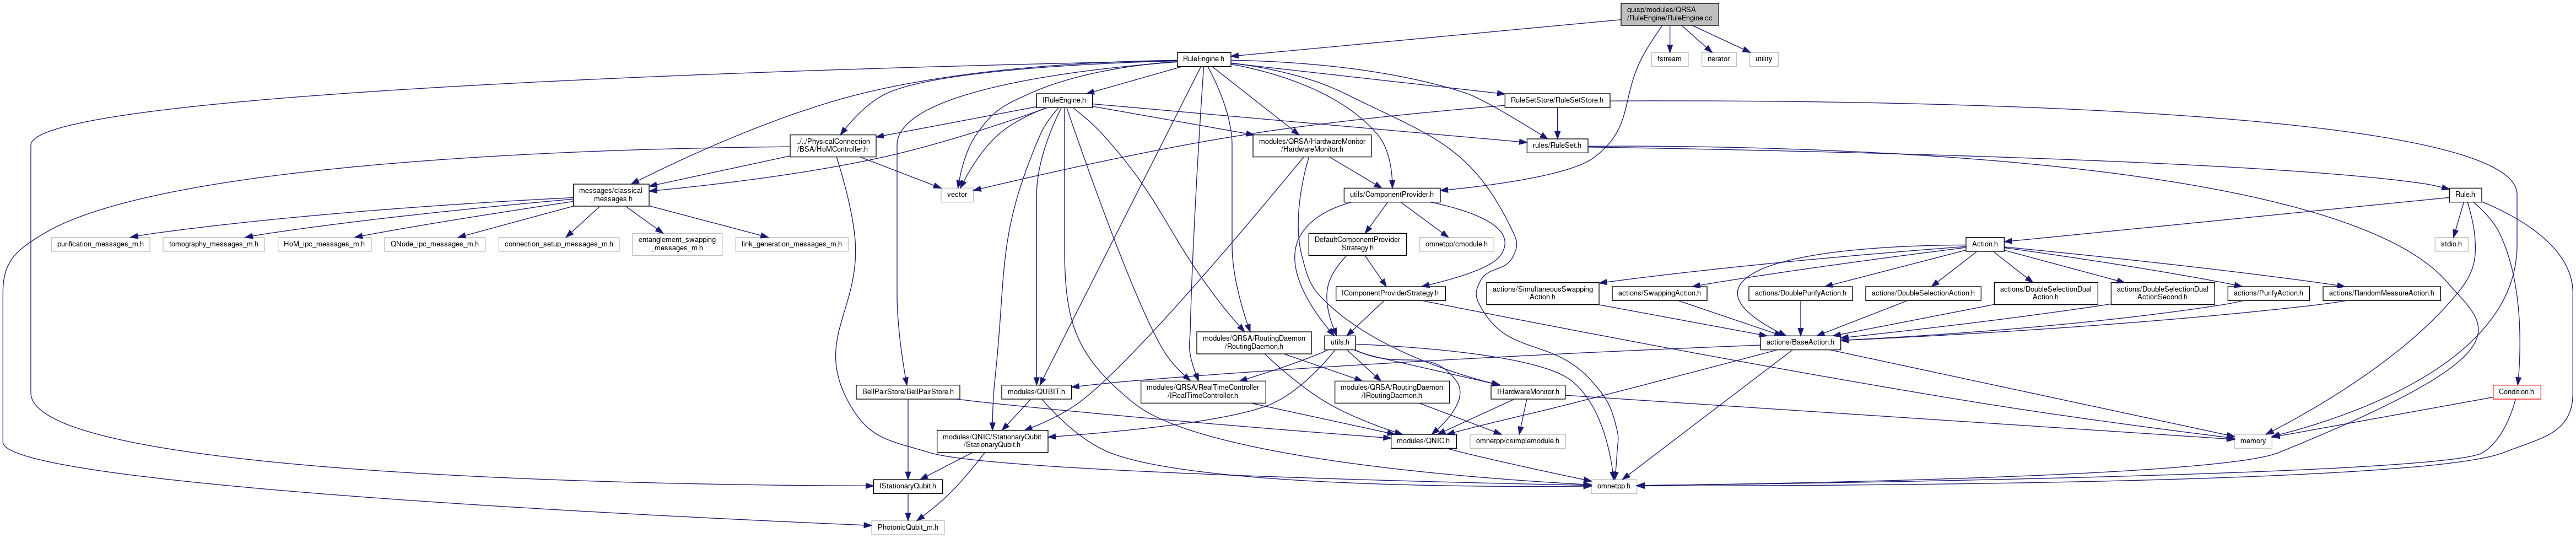 quisp/modules/QRSA
/RuleEngine/RuleEngine.cc
RuleEngine.h
fstream
iterator
utility
IRuleEngine.h
RuleSetStore/RuleSetStore.h
../../PhysicalConnection
/BSA/HoMController.h
modules/QRSA/HardwareMonitor
/HardwareMonitor.h
rules/RuleSet.h
messages/classical
_messages.h
vector
utils/ComponentProvider.h
Rule.h
purification_messages_m.h
tomography_messages_m.h
HoM_ipc_messages_m.h
QNode_ipc_messages_m.h
connection_setup_messages_m.h
entanglement_swapping
_messages_m.h
link_generation_messages_m.h
DefaultComponentProvider
Strategy.h
omnetpp/cmodule.h
Action.h
stdio.h
IComponentProviderStrategy.h
actions/SimultaneousSwapping
Action.h
actions/SwappingAction.h
actions/DoublePurifyAction.h
actions/DoubleSelectionAction.h
actions/DoubleSelectionDual
Action.h
actions/DoubleSelectionDual
ActionSecond.h
actions/PurifyAction.h
actions/RandomMeasureAction.h
modules/QRSA/RoutingDaemon
/RoutingDaemon.h
utils.h
actions/BaseAction.h
BellPairStore/BellPairStore.h
modules/QUBIT.h
modules/QRSA/RealTimeController
/IRealTimeController.h
modules/QRSA/RoutingDaemon
/IRoutingDaemon.h
IHardwareMonitor.h
Condition.h
modules/QNIC/StationaryQubit
/StationaryQubit.h
modules/QNIC.h
omnetpp/csimplemodule.h
memory
IStationaryQubit.h
omnetpp.h
PhotonicQubit_m.h